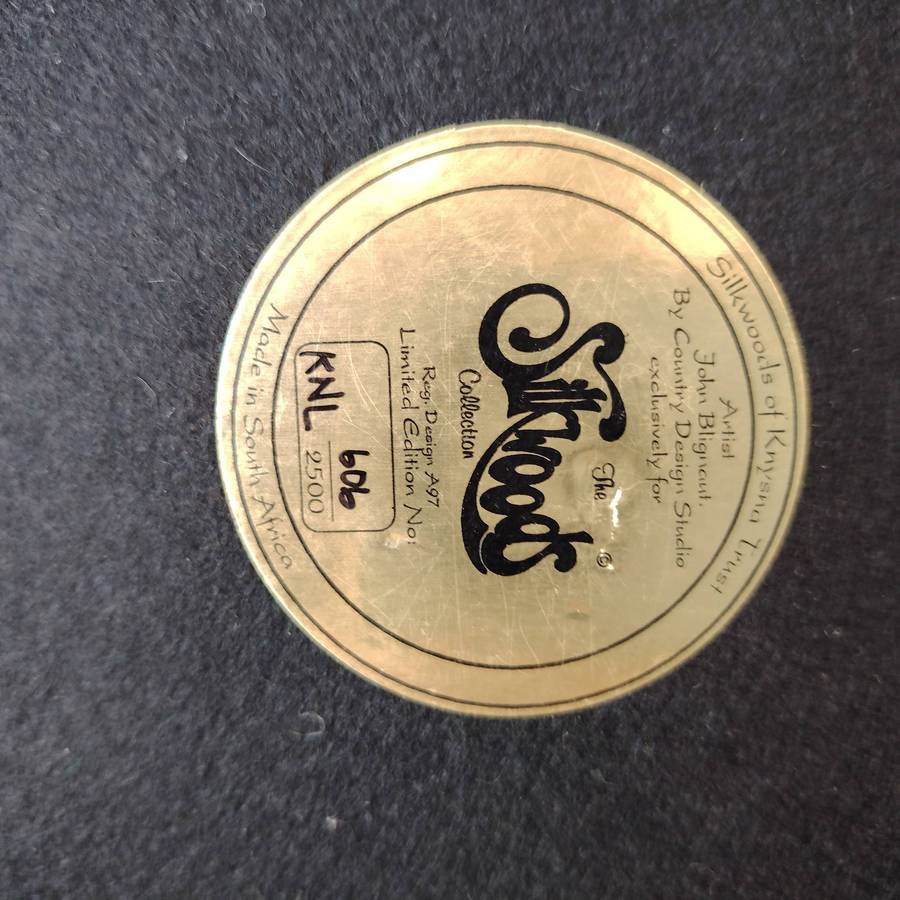 Silkwoods of Knysna Trust
Artist
John Blignaut.
By Country Design Studio
exclusively for
The
Silkwoods ©
Collection
Reg. Design A97
Limited Edition No:
606
KNL 2500
Made in South Africa